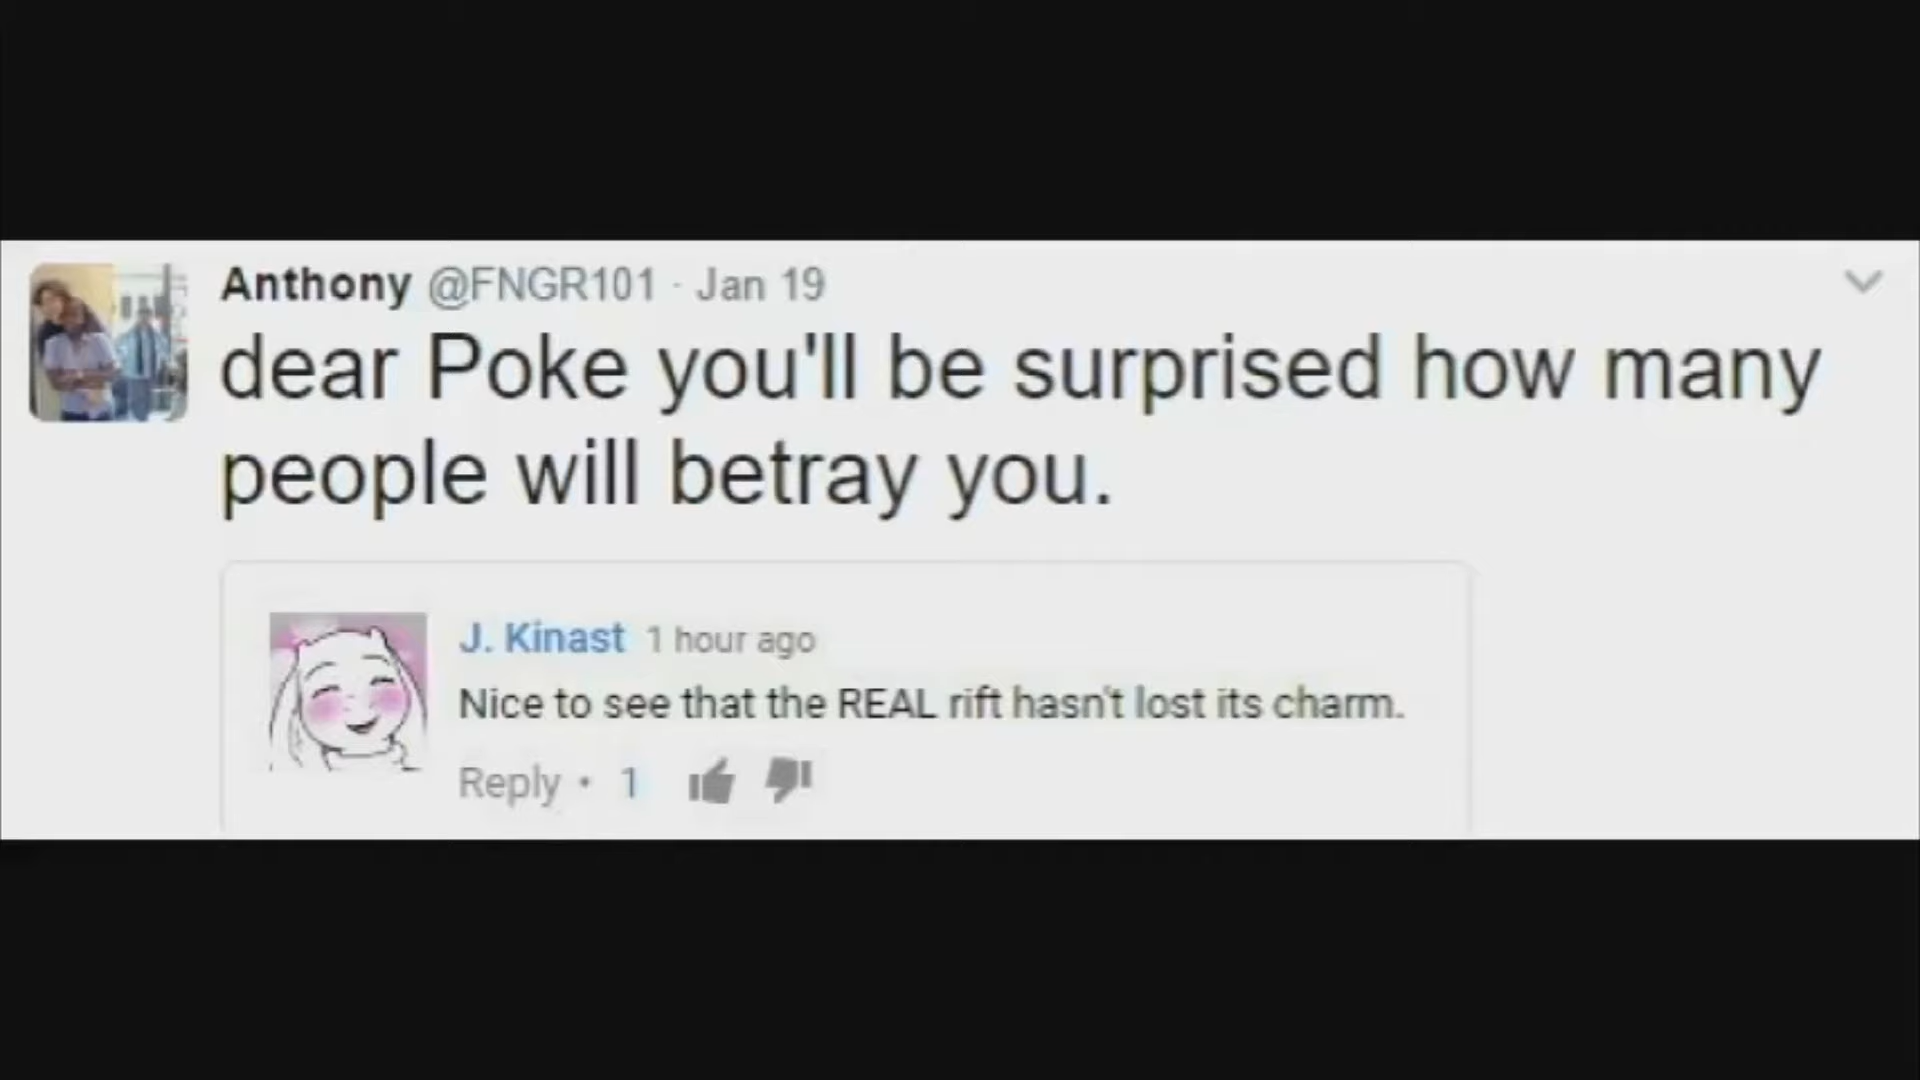 Anthony @FNGR101 · Jan 19
dear Poke you'll be surprised how many
people will betray you.
J. Kinast 1 hour ago
Nice to see that the REAL rift hasn't lost its charm.
Reply • 1